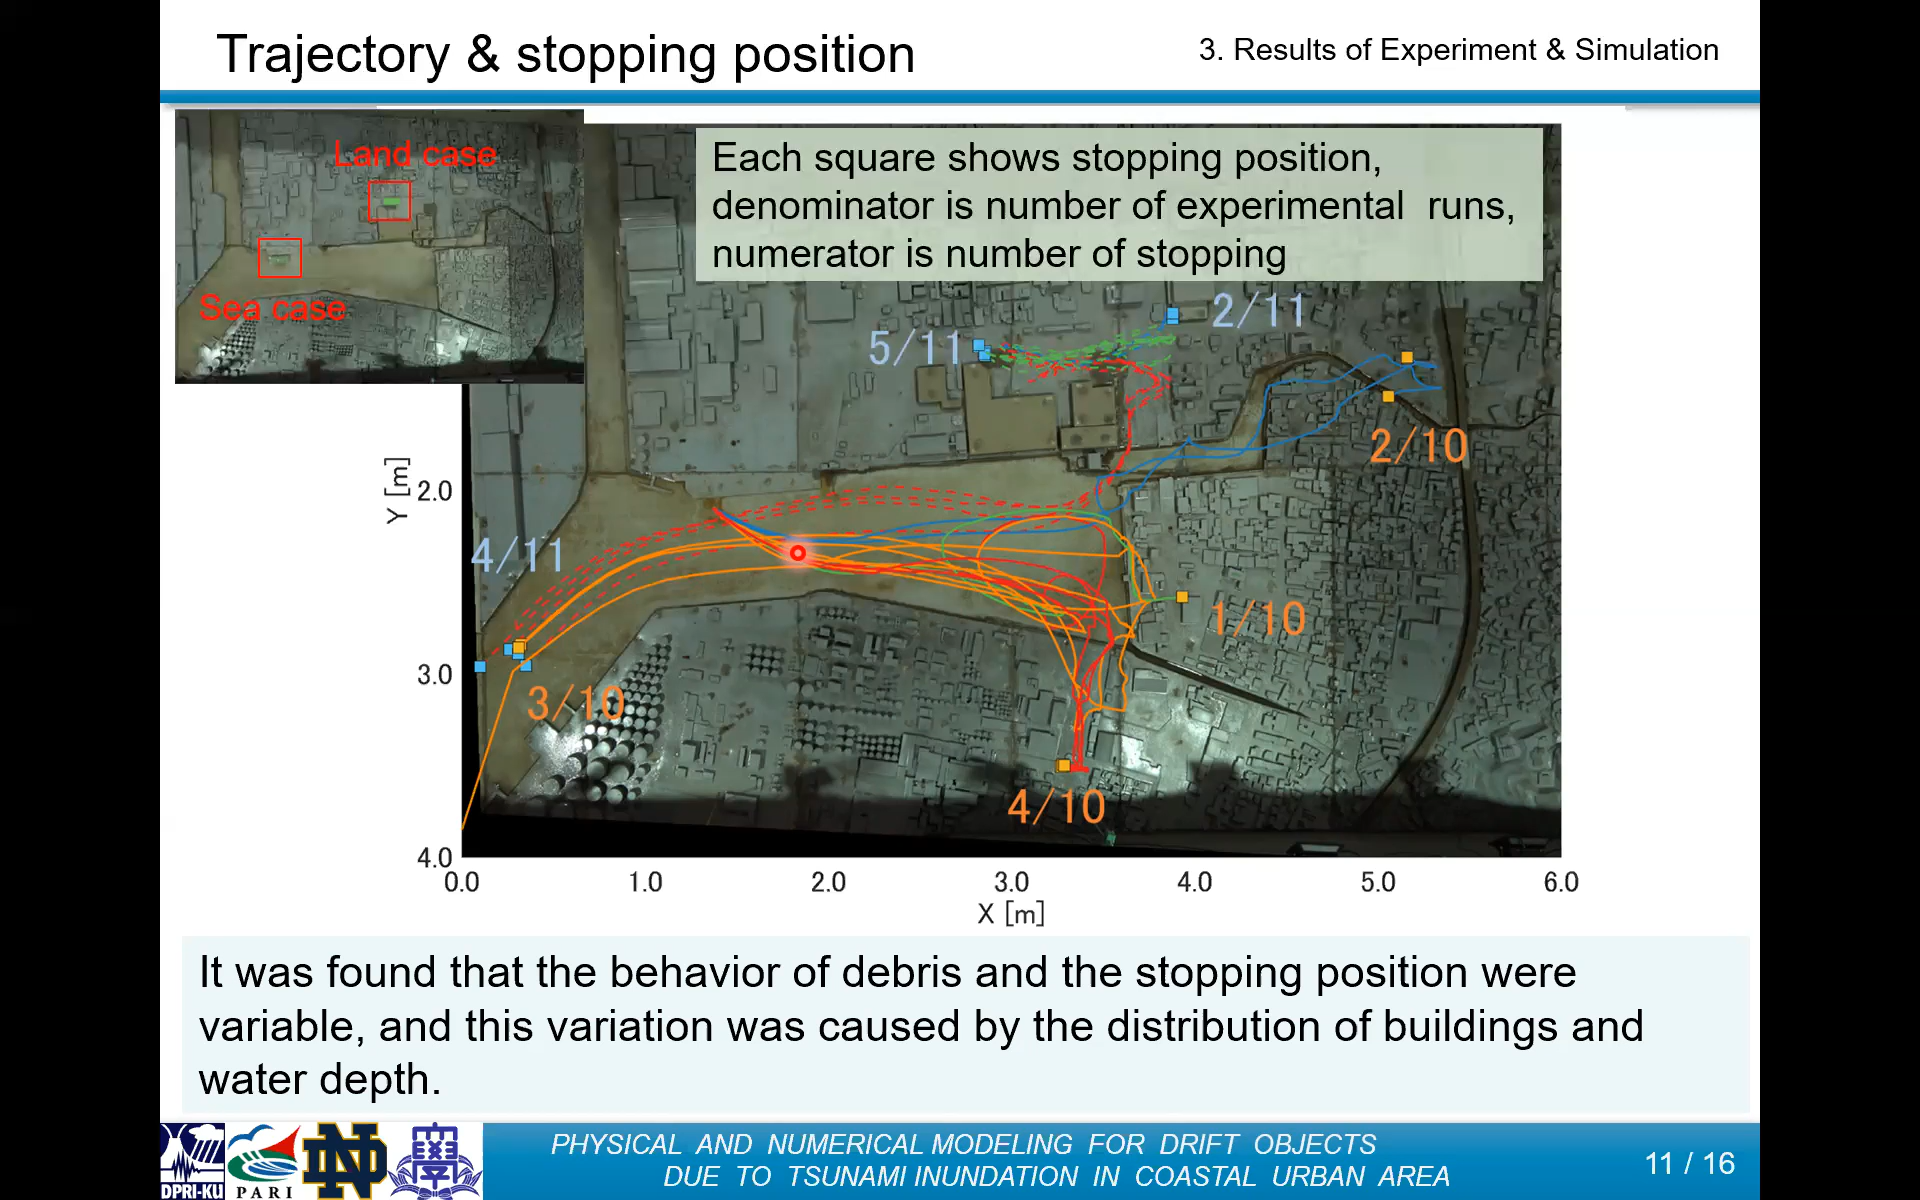 Trajectory & stopping position
3. Results of Experiment & Simulation
Land case
Sea case
Each square shows stopping position,
denominator is number of experimental runs,
numerator is number of stopping
2/11
5/11
2/10
4/11
1/10
3/10
4/10
Y [m]
2.0
3.0
4.0
0.0 1.0 2.0 3.0 4.0 5.0 6.0
X [m]
It was found that the behavior of debris and the stopping position were
variable, and this variation was caused by the distribution of buildings and
water depth.
DPRI-KU
PARI
ND
PHYSICAL AND NUMERICAL MODELING FOR DRIFT OBJECTS
DUE TO TSUNAMI INUNDATION IN COASTAL URBAN AREA
11 / 16